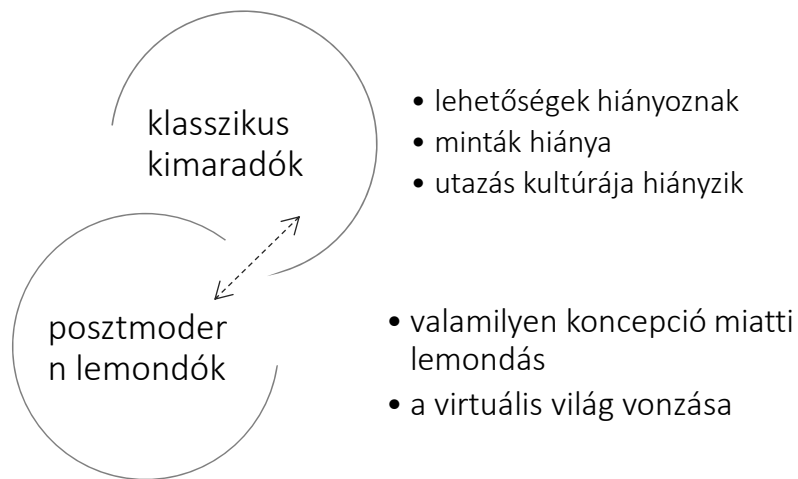 klasszikus
kimaradók
• lehetőségek hiányoznak
• minták hiánya
• utazás kultúrája hiányzik
posztmoder
n lemondók
• valamilyen koncepció miatti
lemondás
• a virtuális világ vonzása